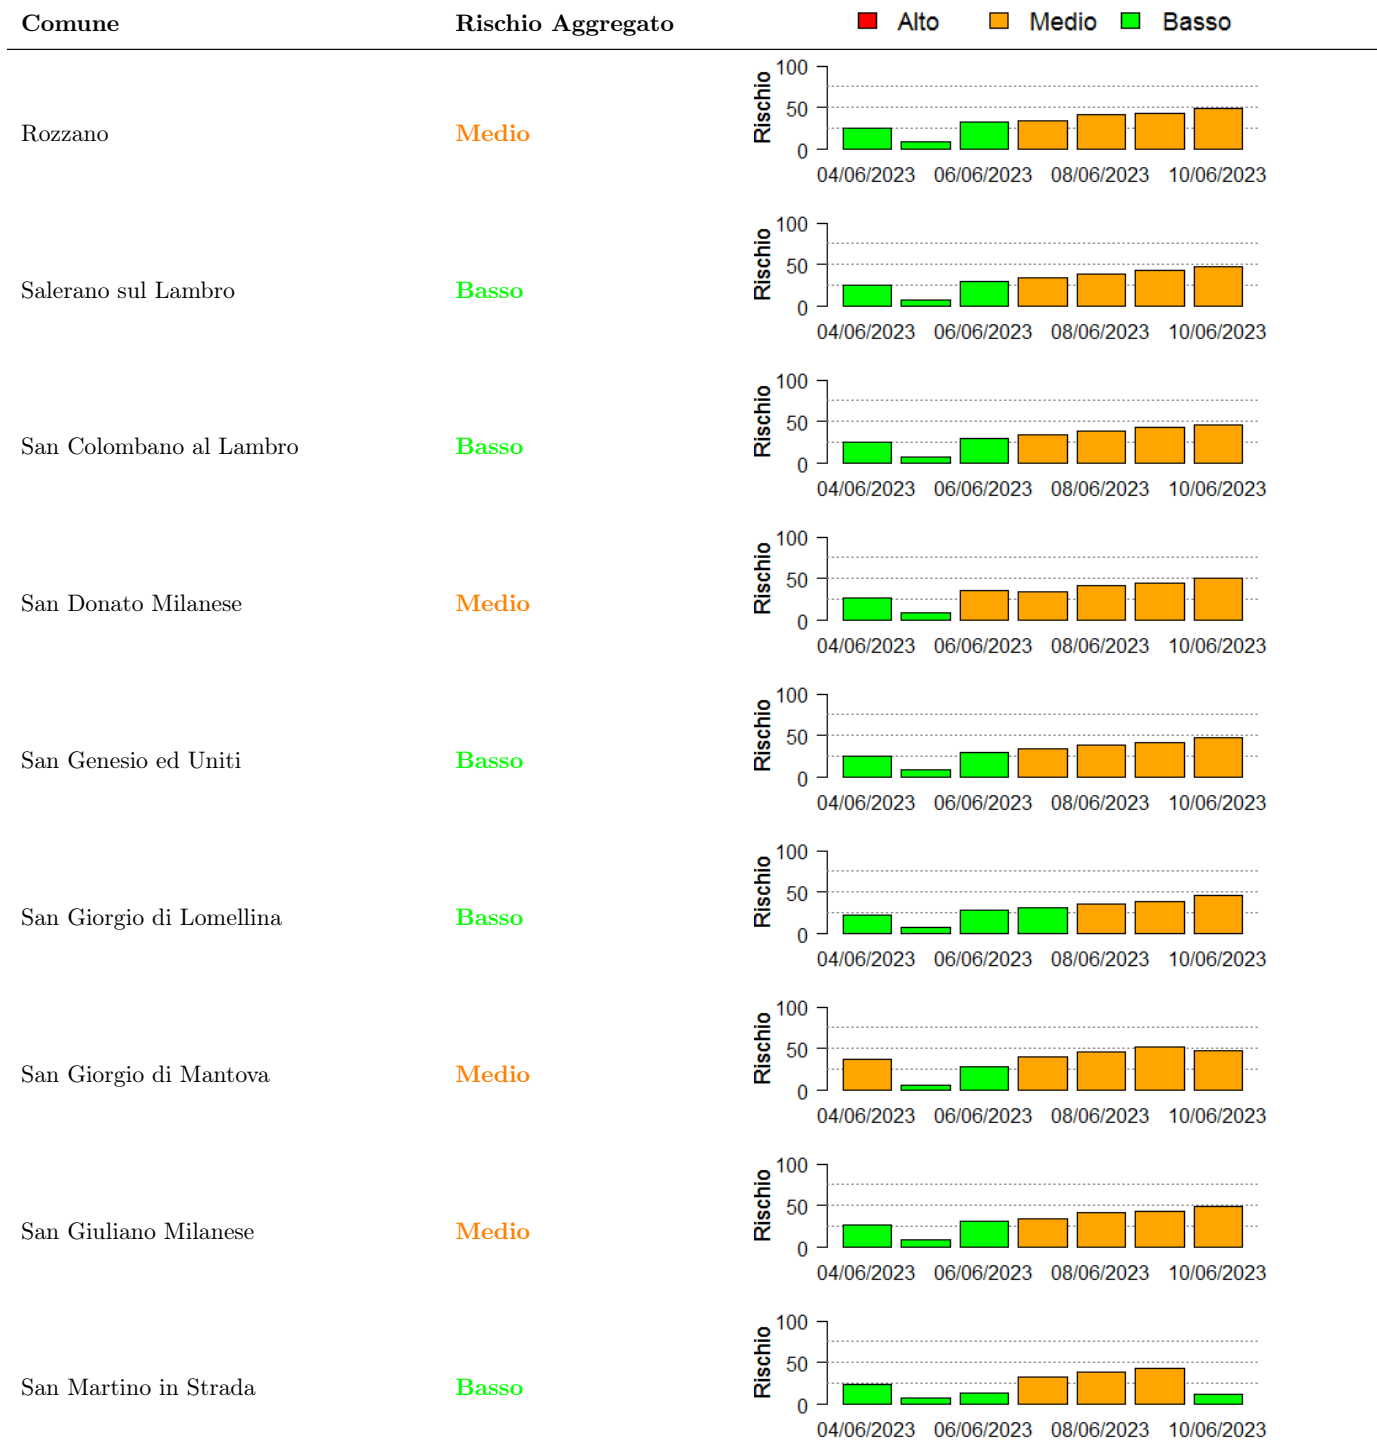 Comune Rischio Aggregato Alto Medio Basso
Rozzano Medio Rischio 100 50 0
04/06/2023 06/06/2023 08/06/2023 10/06/2023
Salerano sul Lambro Basso Rischio 100 50 0
04/06/2023 06/06/2023 08/06/2023 10/06/2023
San Colombano al Lambro Basso Rischio 100 50 0
04/06/2023 06/06/2023 08/06/2023 10/06/2023
San Donato Milanese Medio Rischio 100 50 0
04/06/2023 06/06/2023 08/06/2023 10/06/2023
San Genesio ed Uniti Basso Rischio 100 50 0
04/06/2023 06/06/2023 08/06/2023 10/06/2023
San Giorgio di Lomellina Basso Rischio 100 50 0
04/06/2023 06/06/2023 08/06/2023 10/06/2023
San Giorgio di Mantova Medio Rischio 100 50 0
04/06/2023 06/06/2023 08/06/2023 10/06/2023
San Giuliano Milanese Medio Rischio 100 50 0
04/06/2023 06/06/2023 08/06/2023 10/06/2023
San Martino in Strada Basso Rischio 100 50 0
04/06/2023 06/06/2023 08/06/2023 10/06/2023